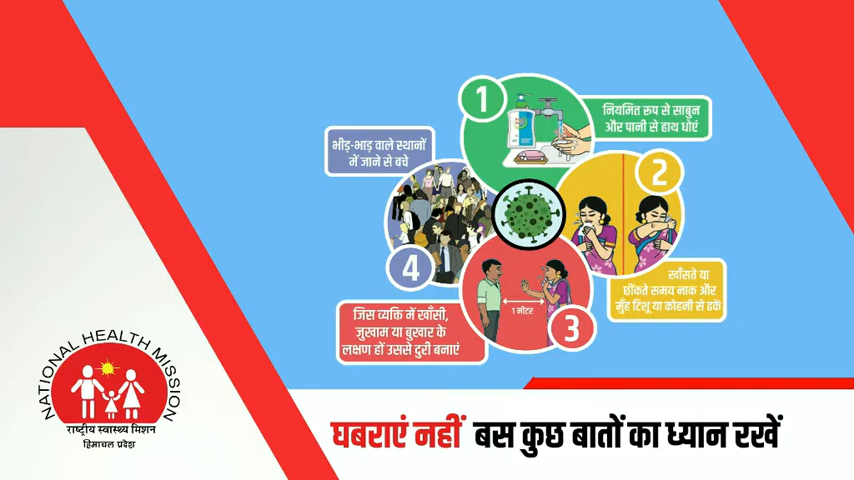 1
नियमित रूप से साबुन
और पानी से हाथ धोएं
2
खाँसते या
छींकते समय नाक और
मुँह टिशू या कोहनी से ढकें
3
1 मीटर
जिस व्यक्ति में खाँसी,
जुखाम या बुखार के
लक्षण हों उससे दुरी बनाएं
4
भीड़-भाड़ वाले स्थानों
में जाने से बचे
NATIONAL HEALTH MISSION
राष्ट्रीय स्वास्थ्य मिशन
हिमाचल प्रदेश
घबराएं नहीं बस कुछ बातों का ध्यान रखें